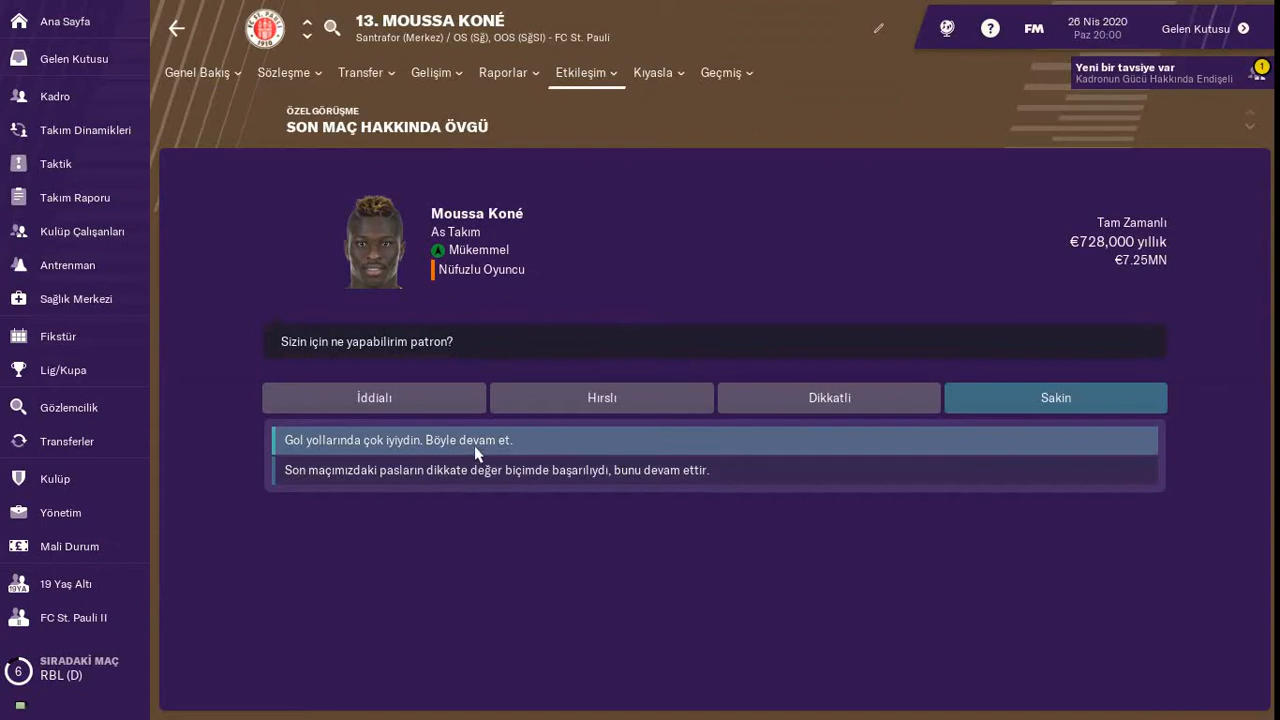 Ana Sayfa
Gelen Kutusu
Kadro
Takım Dinamikleri
Taktik
Takım Raporu
Kulüp Çalışanları
Antrenman
Sağlık Merkezi
Fikstür
Lig/Kupa
Gözlemcilik
Transferler
Kulüp
Yönetim
Mali Durum
19YA
19 Yaş Altı
II
FC St. Pauli II
6
SIRADAKİ MAÇ
RBL (D)
13. MOUSSA KONÉ
Santrafor (Merkez) / OS (Sğ), OOS (SğSl) - FC St. Pauli
?
FM
26 Nis 2020
Paz 20:00
Gelen Kutusu
Genel Bakış
Sözleşme
Transfer
Gelişim
Raporlar
Etkileşim
Kıyasla
Geçmiş
Yeni bir tavsiye var
Kadronun Gücü Hakkında Endişeli
1
ÖZEL GÖRÜŞME
SON MAÇ HAKKINDA ÖVGÜ
Moussa Koné
As Takım
Mükemmel
Nüfuzlu Oyuncu
Tam Zamanlı
€728,000 yıllık
€7.25MN
Sizin için ne yapabilirim patron?
İddialı
Hırslı
Dikkatli
Sakin
Gol yollarında çok iyiydin. Böyle devam et.
Son maçımızdaki pasların dikkate değer biçimde başarılıydı, bunu devam ettir.